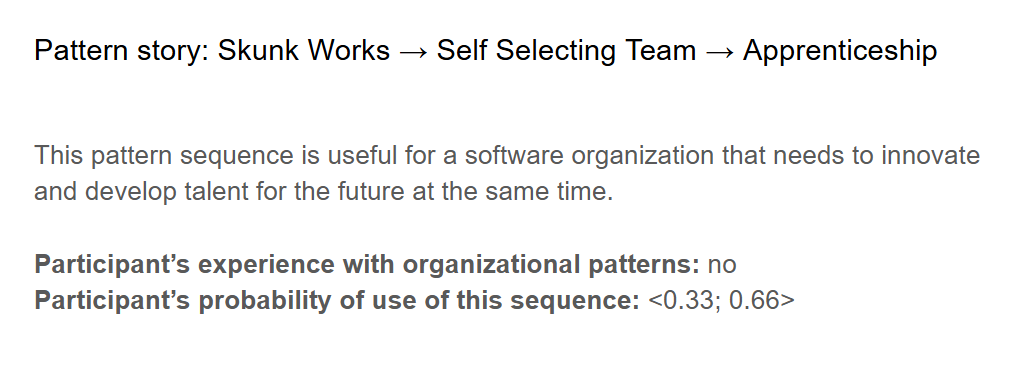 Pattern story: Skunk Works → Self Selecting Team → Apprenticeship
This pattern sequence is useful for a software organization that needs to innovate
and develop talent for the future at the same time.
Participant’s experience with organizational patterns: no
Participant’s probability of use of this sequence: <0.33; 0.66>